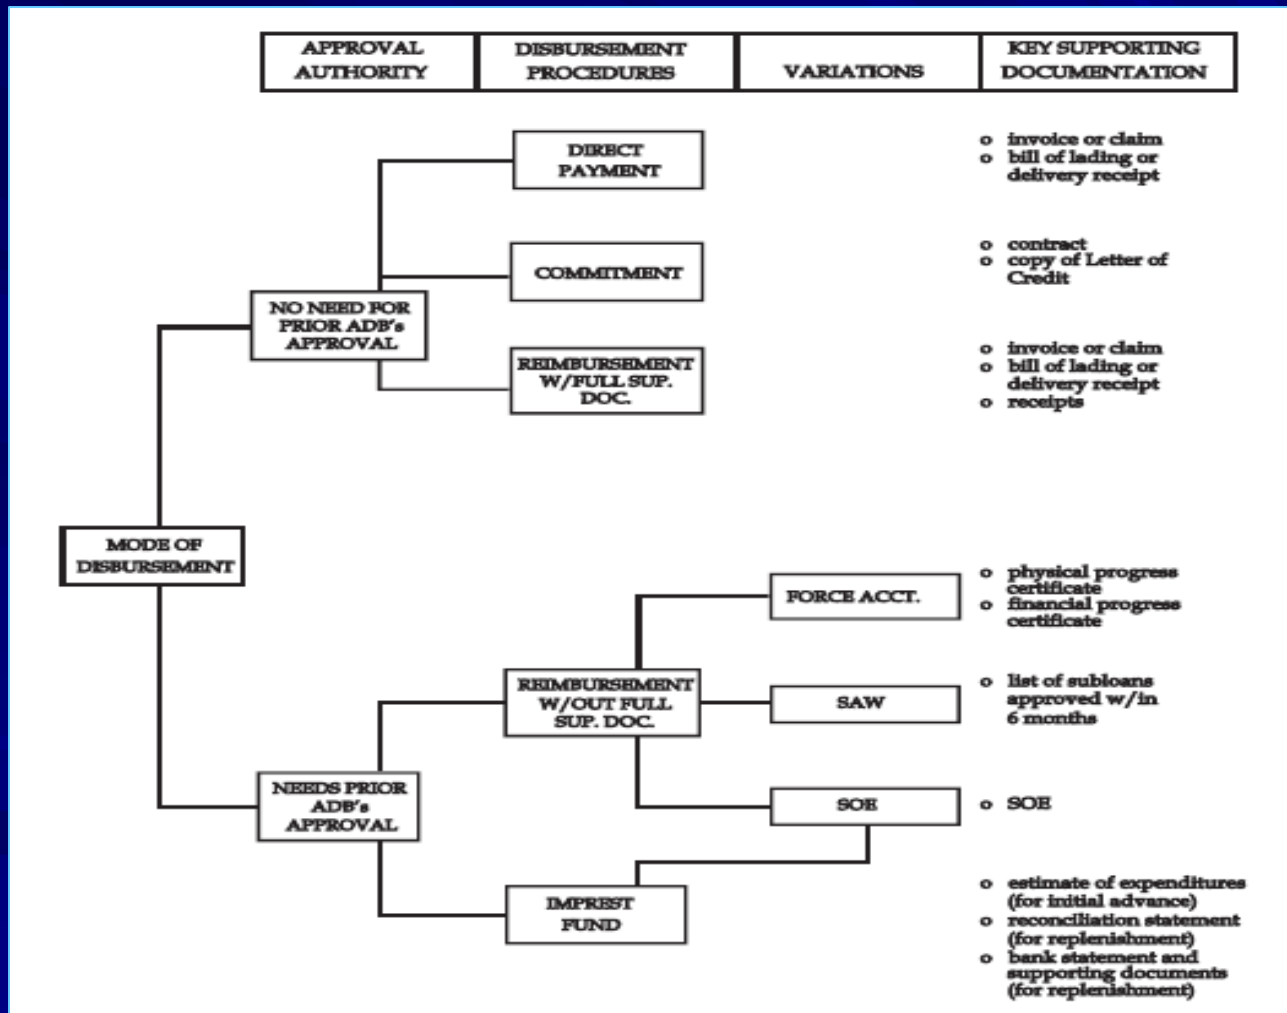 APPROVAL
AUTHORITY
DISBURSEMENT
PROCEDURES
VARIATIONS
KEY SUPPORTING
DOCUMENTATION
DIRECT
PAYMENT
o invoice or claim
o bill of lading or
delivery receipt
COMMITMENT
o contract
o copy of Letter of
Credit
NO NEED FOR
PRIOR ADB's
APPROVAL
REIMBURSEMENT
W/FULL SUP.
DOC.
o invoice or claim
o bill of lading or
delivery receipt
o receipts
MODE OF
DISBURSEMENT
FORCE ACCT.
o physical progress
certificate
o financial progress
certificate
REIMBURSEMENT
W/OUT FULL
SUP. DOC.
SAW
o list of subloans
approved w/in
6 months
NEEDS PRIOR
ADB's
APPROVAL
SOE
o SOE
IMPREST
FUND
o estimate of expenditures
(for initial advance)
o reconciliation statement
(for replenishment)
o bank statement and
supporting documents
(for replenishment)